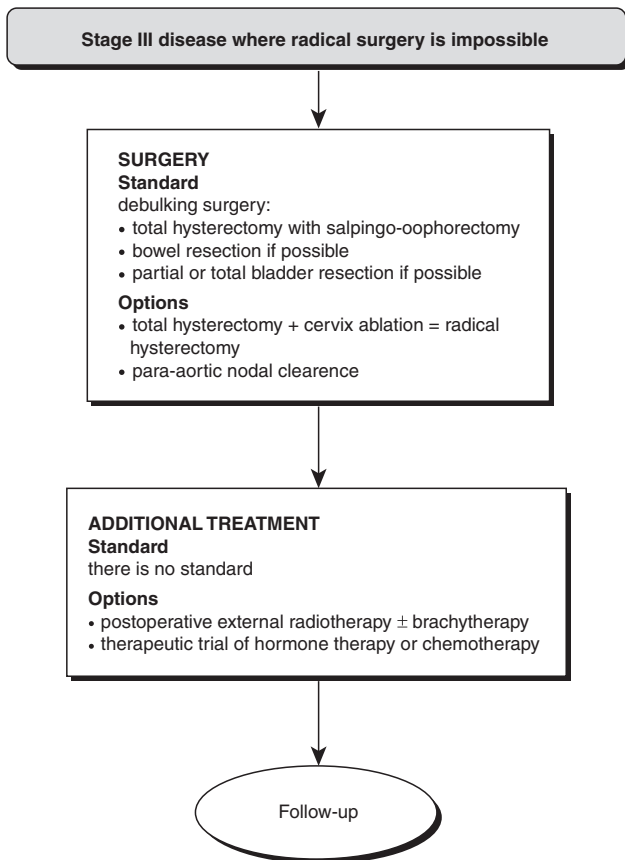 Stage III disease where radical surgery is impossible
SURGERY
Standard
debulking surgery:
• total hysterectomy with salpingo-oophorectomy
• bowel resection if possible
• partial or total bladder resection if possible
Options
• total hysterectomy + cervix ablation = radical
hysterectomy
• para-aortic nodal clearence
ADDITIONAL TREATMENT
Standard
there is no standard
Options
• postoperative external radiotherapy ± brachytherapy
• therapeutic trial of hormone therapy or chemotherapy
Follow-up